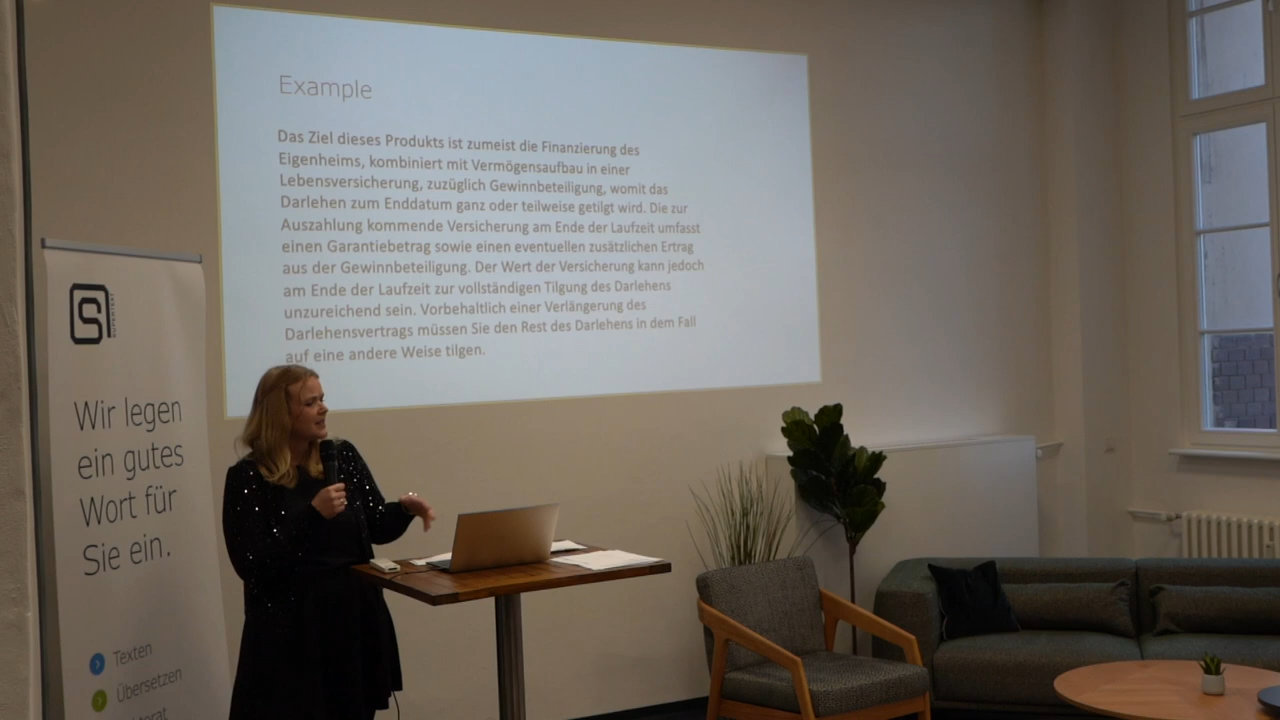 Example
Das Ziel dieses Produkts ist zumeist die Finanzierung des
Eigenheims, kombiniert mit Vermögensaufbau in einer
Lebensversicherung, zuzüglich Gewinnbeteiligung, womit das
Darlehen zum Enddatum ganz oder teilweise getilgt wird. Die zur
Auszahlung kommende Versicherung am Ende der Laufzeit umfasst
einen Garantiebetrag sowie einen eventuellen zusätzlichen Ertrag
aus der Gewinnbeteiligung. Der Wert der Versicherung kann jedoch
am Ende der Laufzeit zur vollständigen Tilgung des Darlehens
unzureichend sein. Vorbehaltlich einer Verlängerung des
Darlehensvertrags müssen Sie den Rest des Darlehens in dem Fall
auf eine andere Weise tilgen.
SUPERTEXT
Wir legen
ein gutes
Wort für
Sie ein.
Texten
Übersetzen